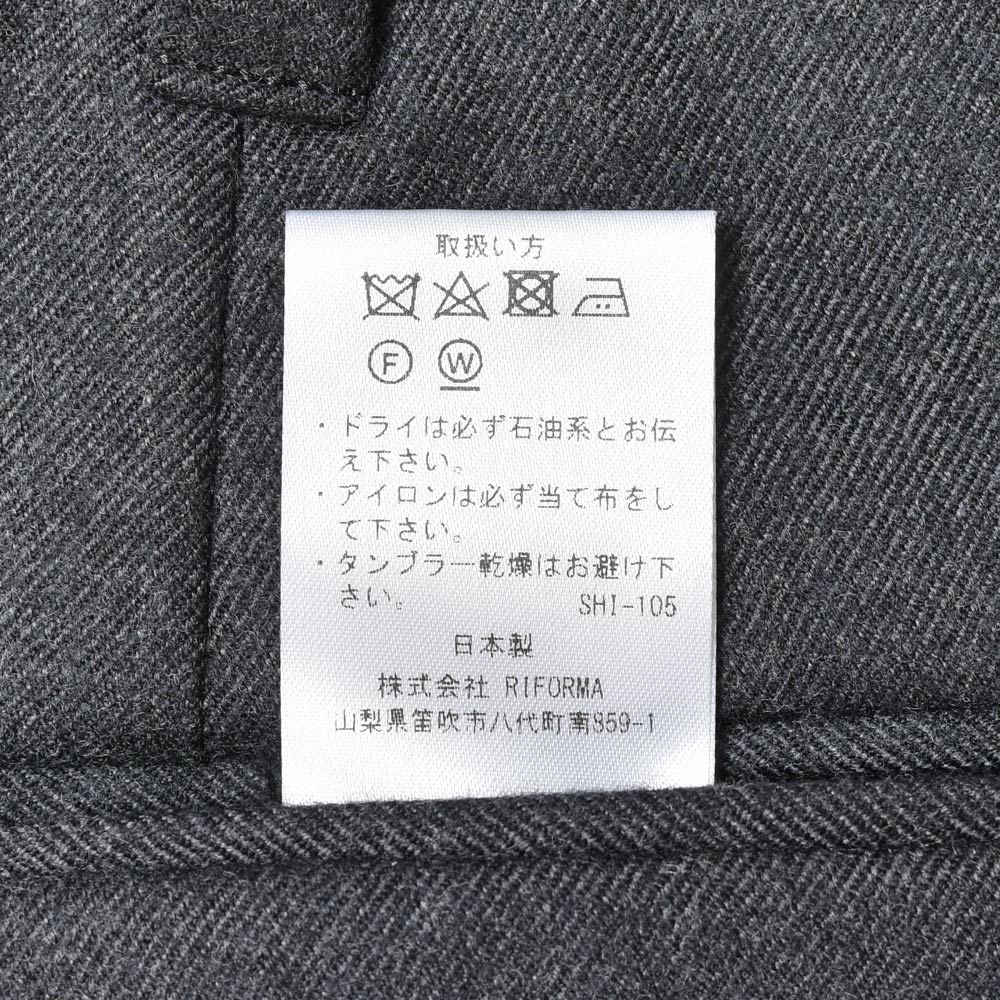 取扱い方
F W
・ドライは必ず石油系とお伝
え下さい。
・アイロンは必ず当て布をし
て下さい。
・タンブラー乾燥はお避け下
さい。 SHI-105
日本製
株式会社 RIFORMA
山梨県笛吹市八代町南859-1